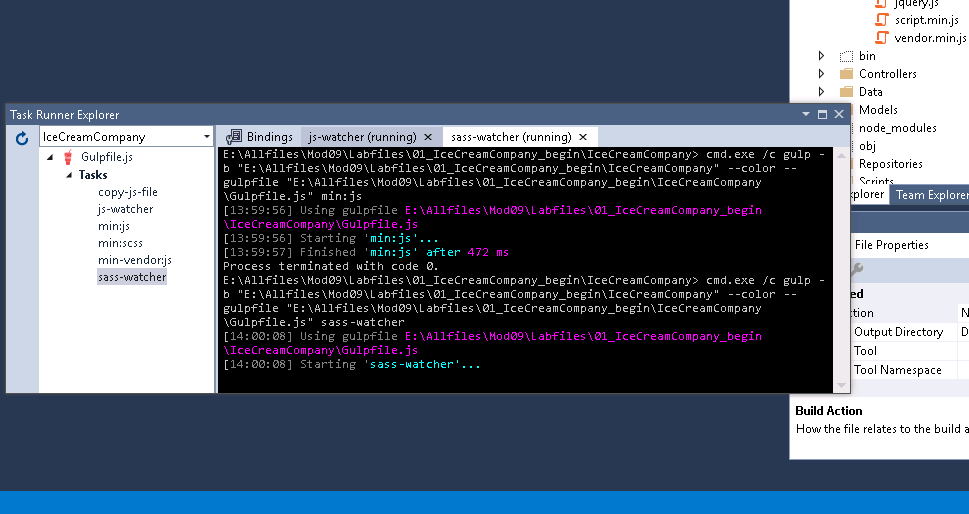 jquery.js
script.min.js
vendor.min.js
bin
Controllers
Data
Models
node_modules
obj
Repositories
Scripts
Task Runner Explorer
IceCreamCompany
Gulpfile.js
Tasks
copy-js-file
js-watcher
min:js
min:scss
min-vendor:js
sass-watcher
Bindings js-watcher (running) sass-watcher (running)
E:\Allfiles\Mod09\Labfiles\01_IceCreamCompany_begin\IceCreamCompany> cmd.exe /c gulp -
b "E:\Allfiles\Mod09\Labfiles\01_IceCreamCompany_begin\IceCreamCompany" --color --
gulpfile "E:\Allfiles\Mod09\Labfiles\01_IceCreamCompany_begin\IceCreamCompany
\Gulpfile.js" min:js
[13:59:56] Using gulpfile E:\Allfiles\Mod09\Labfiles\01_IceCreamCompany_begin
\IceCreamCompany\Gulpfile.js
[13:59:56] Starting 'min:js'...
[13:59:57] Finished 'min:js' after 472 ms
Process terminated with code 0.
E:\Allfiles\Mod09\Labfiles\01_IceCreamCompany_begin\IceCreamCompany> cmd.exe /c gulp -
b "E:\Allfiles\Mod09\Labfiles\01_IceCreamCompany_begin\IceCreamCompany" --color --
gulpfile "E:\Allfiles\Mod09\Labfiles\01_IceCreamCompany_begin\IceCreamCompany
\Gulpfile.js" sass-watcher
[14:00:08] Using gulpfile E:\Allfiles\Mod09\Labfiles\01_IceCreamCompany_begin
\IceCreamCompany\Gulpfile.js
[14:00:08] Starting 'sass-watcher'...
plorer Team Explorer
File Properties
ed
ction N
Output Directory D
Tool
Tool Namespace
Build Action
How the file relates to the build a